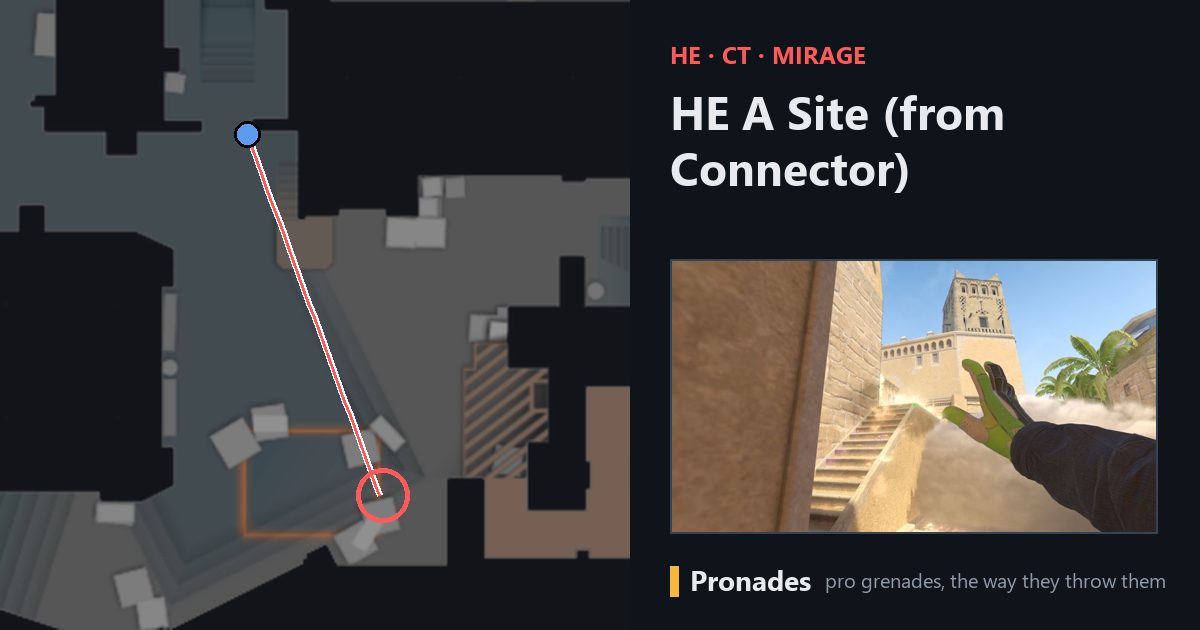 HE · CT · MIRAGE
HE A Site (from
Connector)
Pronades pro grenades, the way they throw them